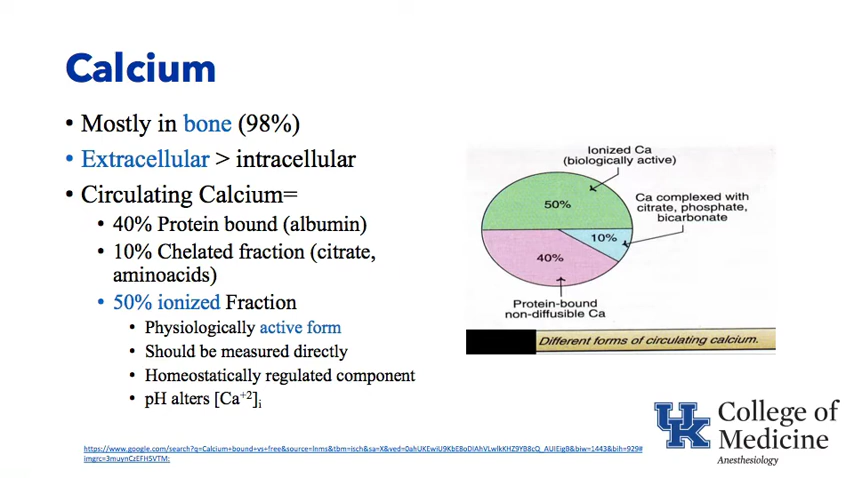 Calcium
• Mostly in bone (98%)
• Extracellular > intracellular
• Circulating Calcium=
• 40% Protein bound (albumin)
• 10% Chelated fraction (citrate,
aminoacids)
• 50% ionized Fraction
• Physiologically active form
• Should be measured directly
• Homeostatically regulated component
• pH alters [Ca⁺²]ᵢ
Ionized Ca
(biologically active)
50%
Ca complexed with
citrate, phosphate,
bicarbonate
10%
40%
Protein-bound
non-diffusible Ca
Different forms of circulating calcium.
UK College of
Medicine
Anesthesiology